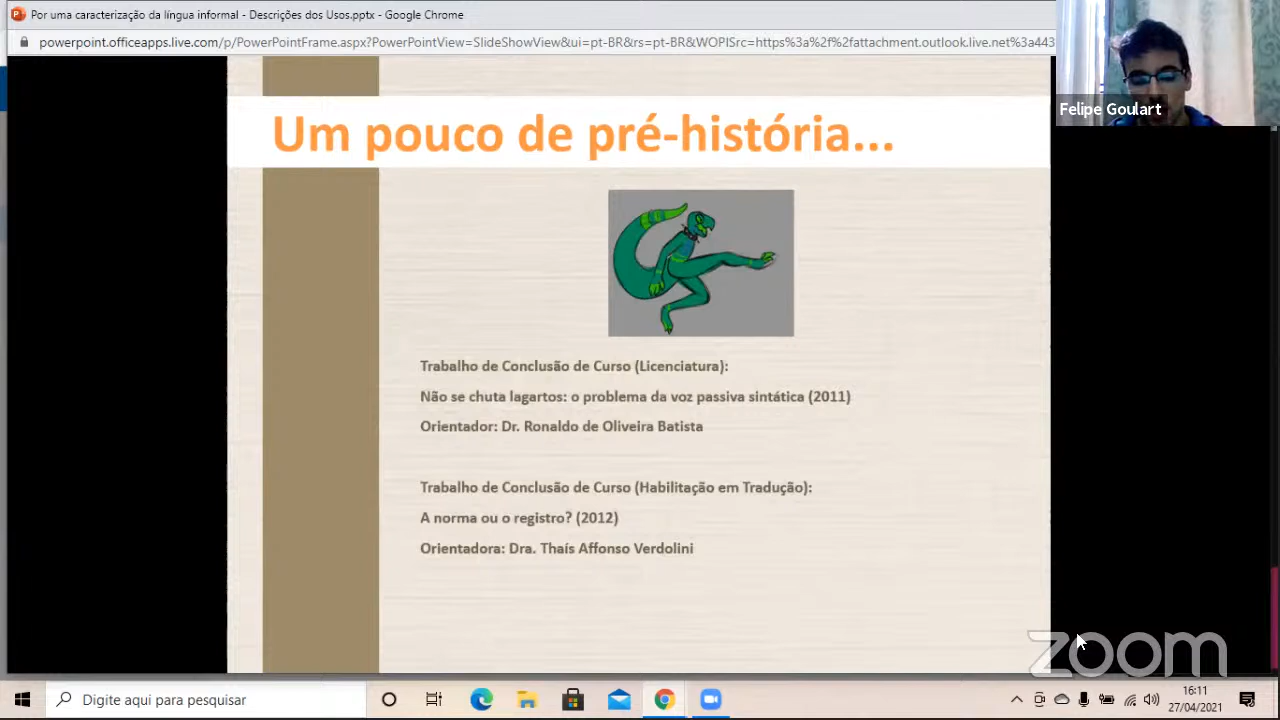 Por uma caracterização da língua informal - Descrições dos Usos.pptx - Google Chrome
powerpoint.officeapps.live.com/p/PowerPointFrame.aspx?PowerPointView=SlideShowView&ui=pt-BR&rs=pt-BR&WOPISrc=https%3a%2f%2fattachment.outlook.live.net%3a443
Felipe Goulart
Um pouco de pré-histó́ria...
Trabalho de Conclusão de Curso (Licenciatura):
Não se chuta lagartos: o problema da voz passiva sintática (2011)
Orientador: Dr. Ronaldo de Oliveira Batista
Trabalho de Conclusão de Curso (Habilitação em Tradução):
A norma ou o registro? (2012)
Orientadora: Dra. Thaís Affonso Verdolini
zoom
Digite aqui para pesquisar
16:11
27/04/2021